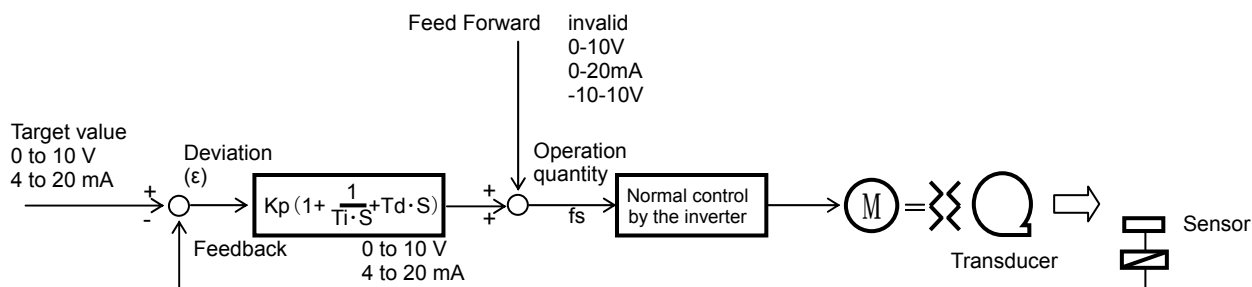 Feed Forward
invalid
0-10V
0-20mA
-10-10V
Target value
0 to 10 V
4 to 20 mA
+
-
Deviation
(ε)
Feedback
Kp(1+ 1/Ti·S +Td·S)
0 to 10 V
4 to 20 mA
+
+
Operation
quantity
fs
Normal control
by the inverter
M
=
Transducer
Sensor